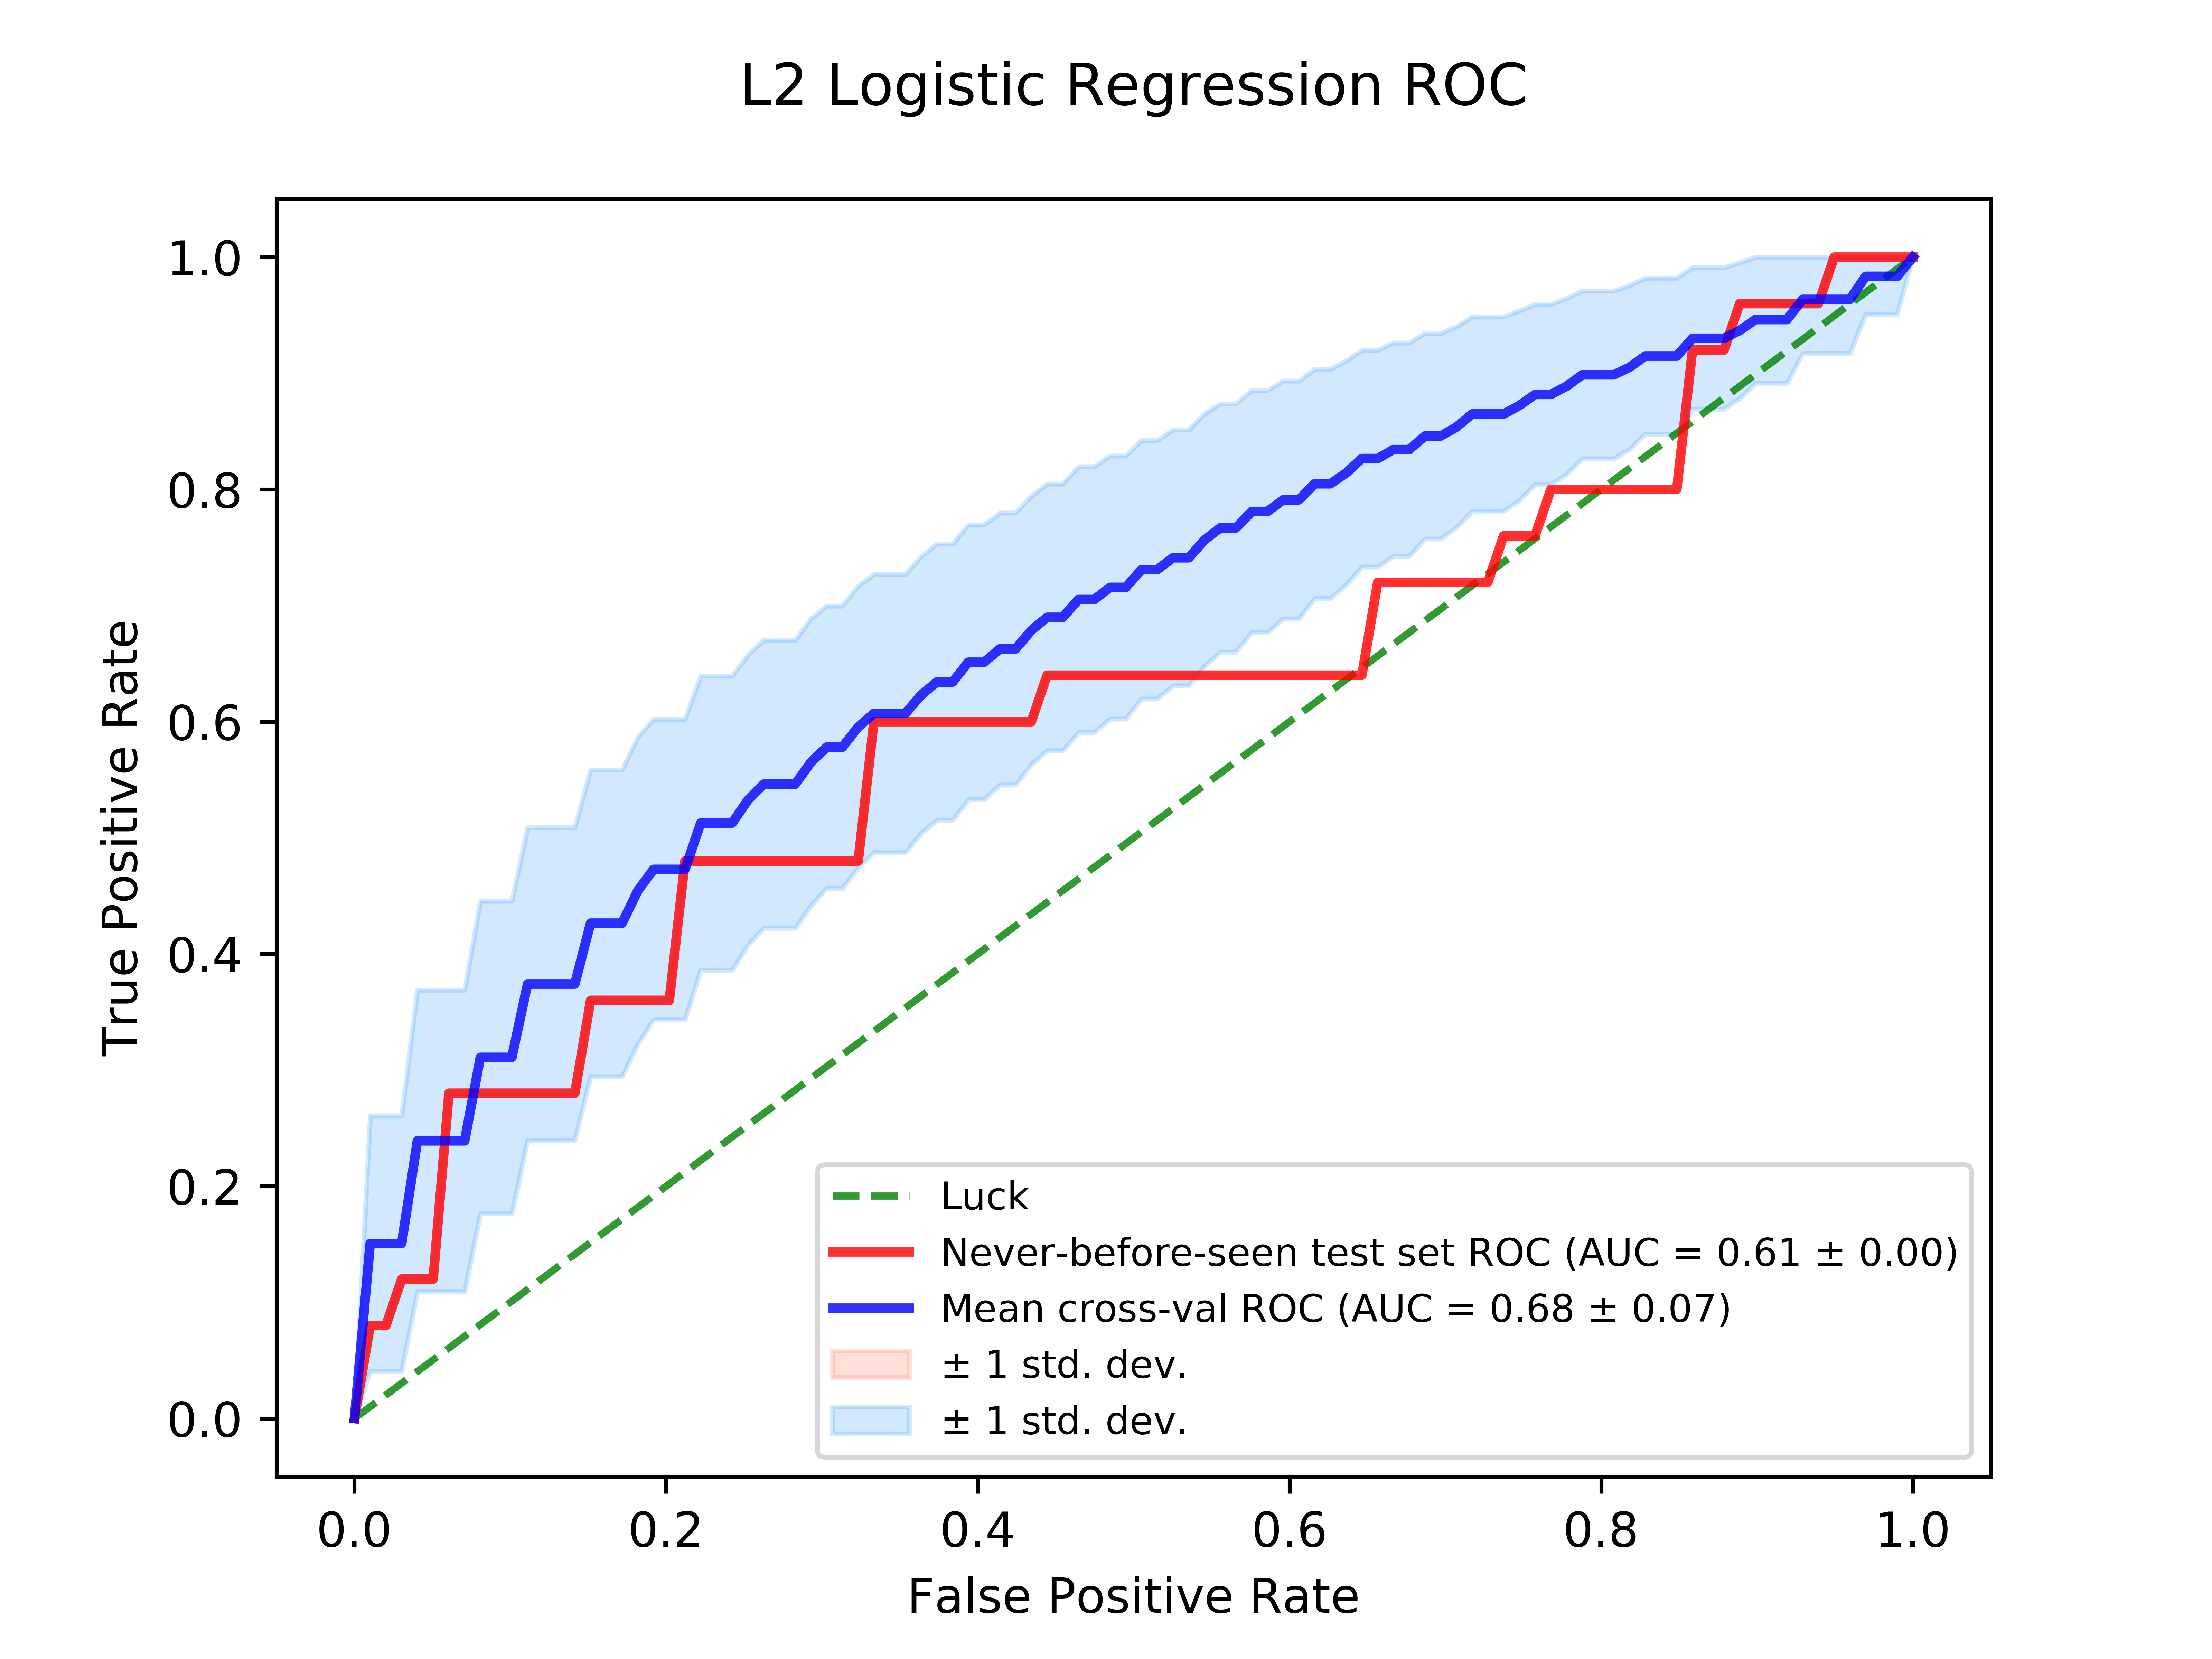 L2 Logistic Regression ROC
True Positive Rate
1.0
0.8
0.6
0.4
0.2
0.0
Luck
Never-before-seen test set ROC (AUC = 0.61 ± 0.00)
Mean cross-val ROC (AUC = 0.68 ± 0.07)
± 1 std. dev.
± 1 std. dev.
0.0 0.2 0.4 0.6 0.8 1.0
False Positive Rate